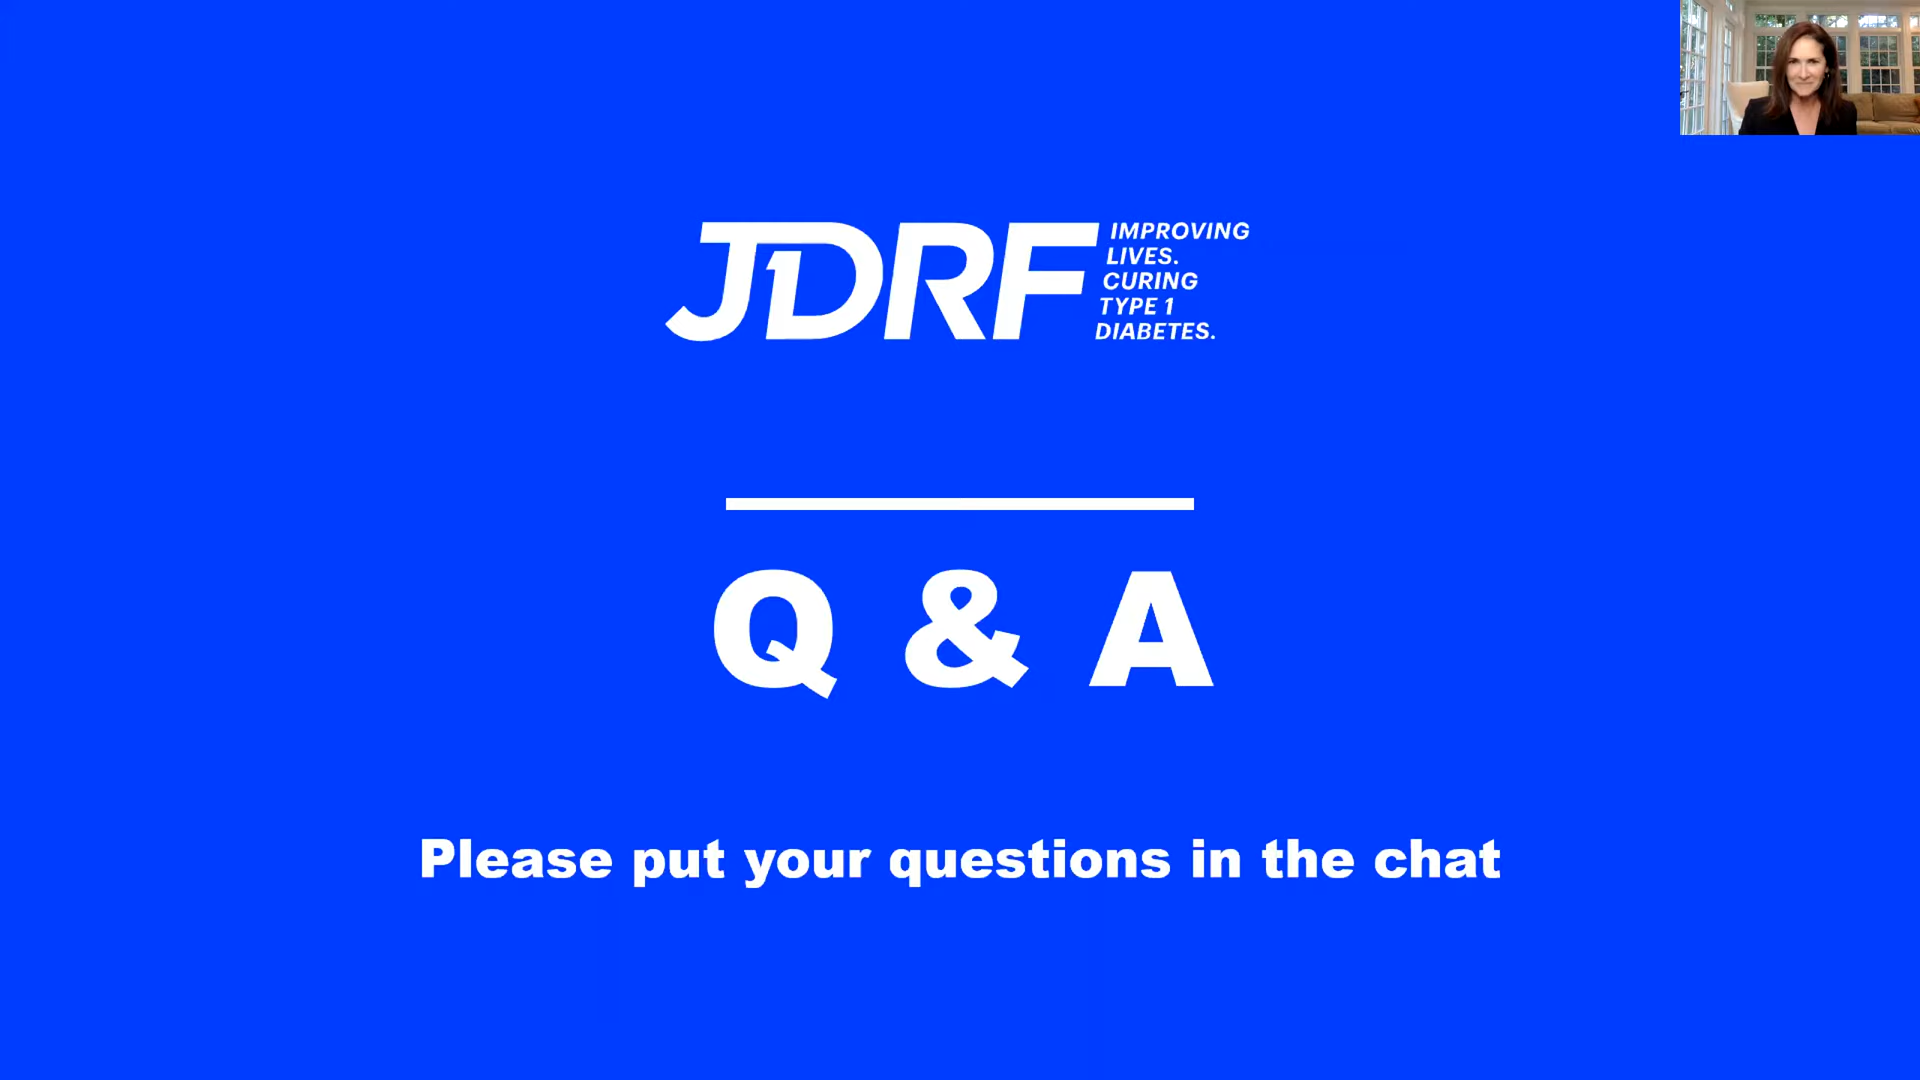 JDRF
IMPROVING
LIVES.
CURING
TYPE 1
DIABETES.
Q & A
Please put your questions in the chat